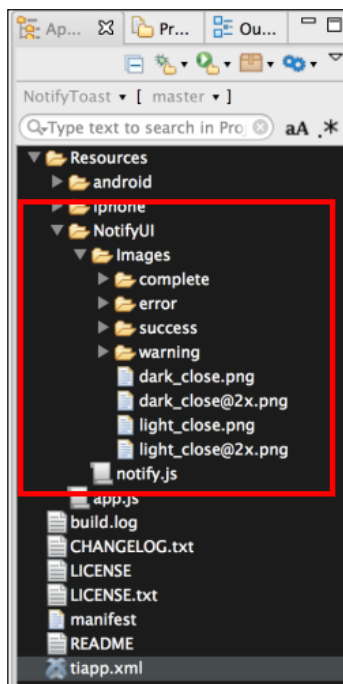 Ap... Pr... Ou...
NotifyToast [ master ]
Type text to search in Pro aA .*
Resources
android
iphone
NotifyUI
Images
complete
error
success
warning
dark_close.png
dark_close@2x.png
light_close.png
light_close@2x.png
notify.js
app.js
build.log
CHANGELOG.txt
LICENSE
LICENSE.txt
manifest
README
tiapp.xml